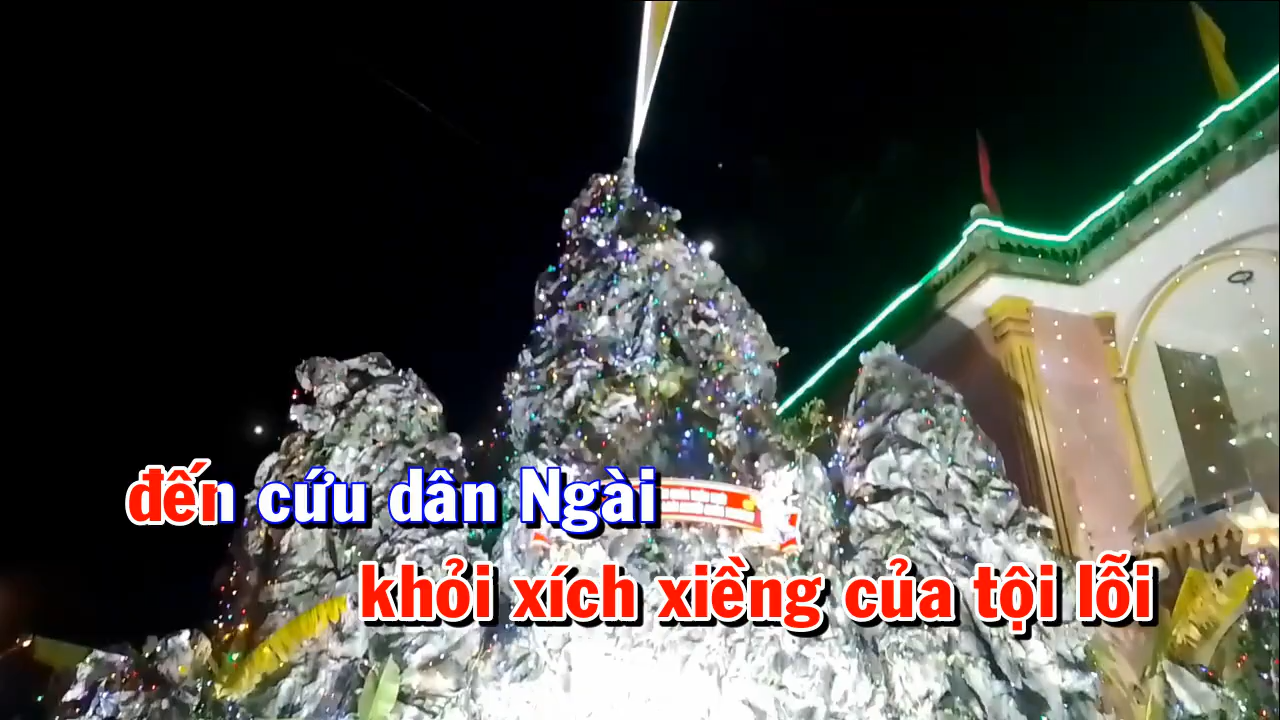 đến cứu dân Ngài
khỏi xích xiềng của tội lỗi